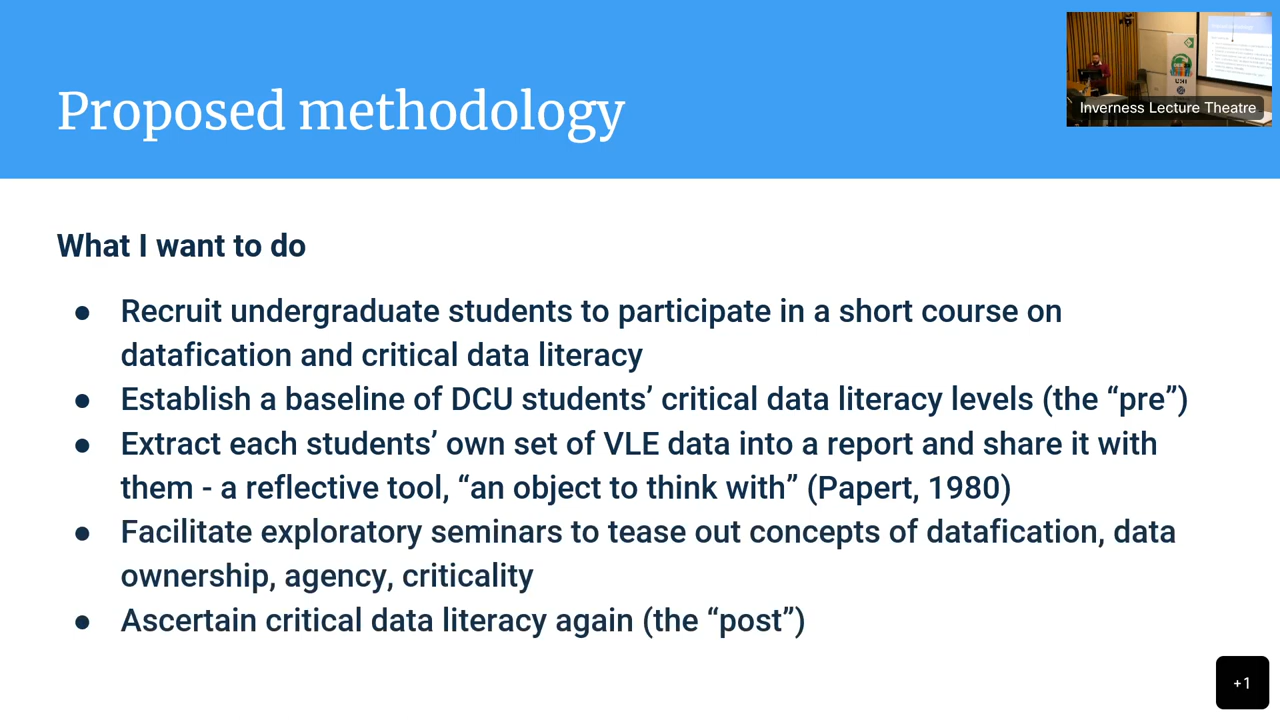 Proposed methodology
Inverness Lecture Theatre
What I want to do
● Recruit undergraduate students to participate in a short course on
datafication and critical data literacy
● Establish a baseline of DCU students’ critical data literacy levels (the “pre”)
● Extract each students’ own set of VLE data into a report and share it with
them - a reflective tool, “an object to think with” (Papert, 1980)
● Facilitate exploratory seminars to tease out concepts of datafication, data
ownership, agency, criticality
● Ascertain critical data literacy again (the “post”)
+1